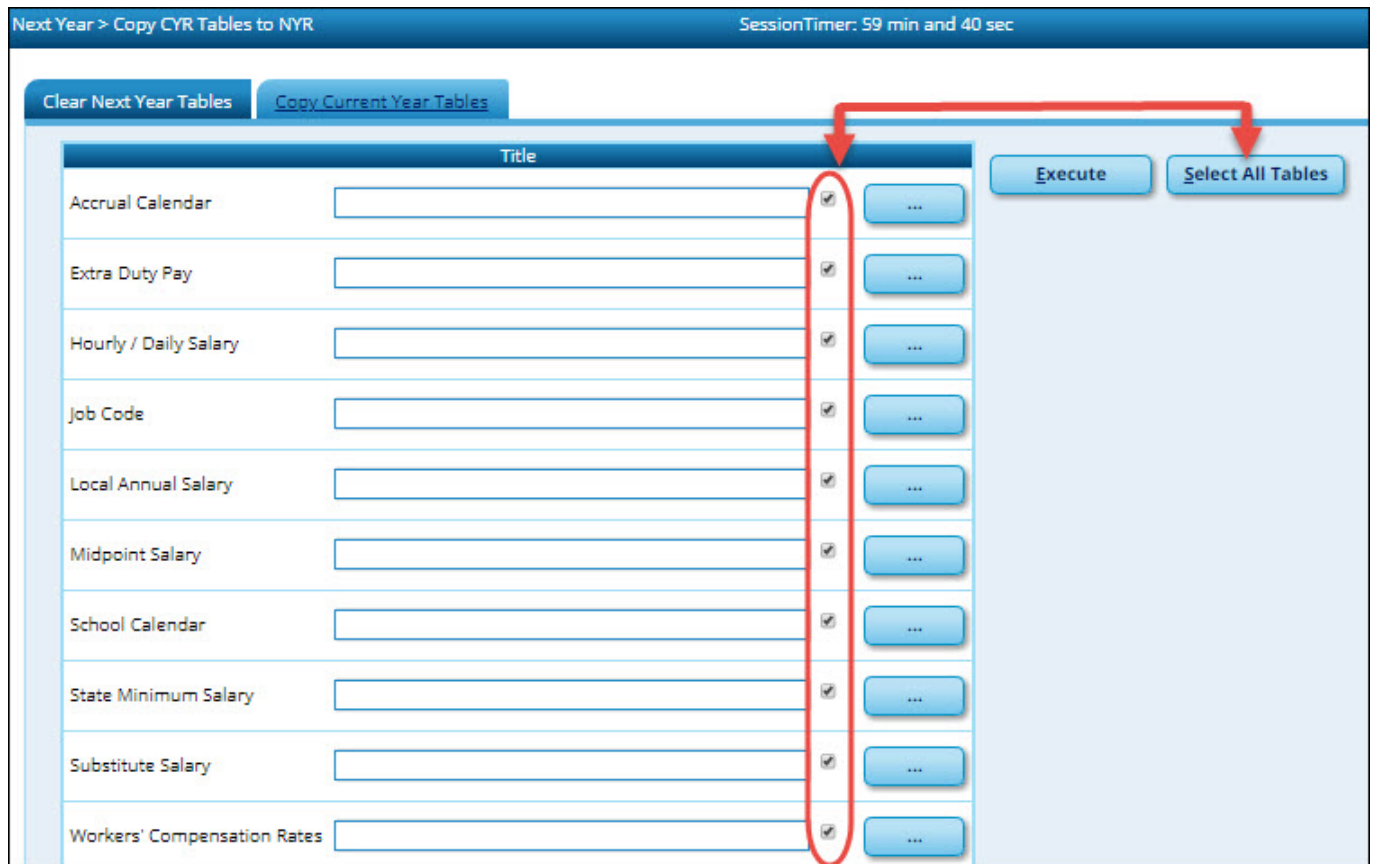 Next Year > Copy CYR Tables to NYR SessionTimer: 59 min and 40 sec
Clear Next Year Tables Copy Current Year Tables
Title
Execute Select All Tables
Accrual Calendar ...
Extra Duty Pay ...
Hourly / Daily Salary ...
Job Code ...
Local Annual Salary ...
Midpoint Salary ...
School Calendar ...
State Minimum Salary ...
Substitute Salary ...
Workers' Compensation Rates ...